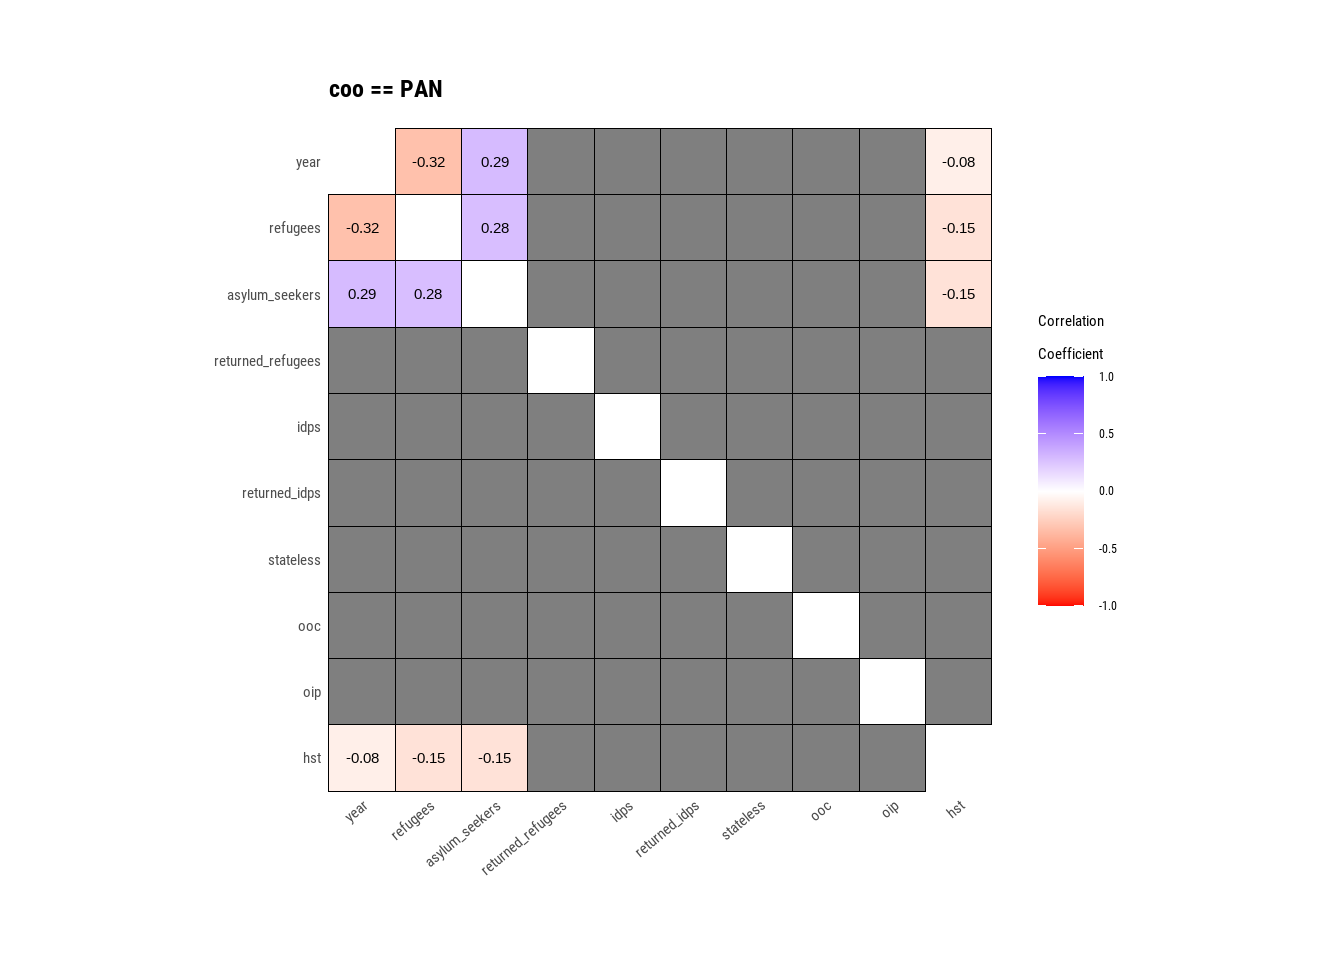 coo == PAN
year -0.32 0.29 -0.08
refugees -0.32 0.28 -0.15
asylum_seekers 0.29 0.28 -0.15
returned_refugees
idps
returned_idps
stateless
ooc
oip
hst -0.08 -0.15 -0.15
year refugees asylum_seekers returned_refugees idps returned_idps stateless ooc oip hst
Correlation
Coefficient
1.0
0.5
0.0
-0.5
-1.0